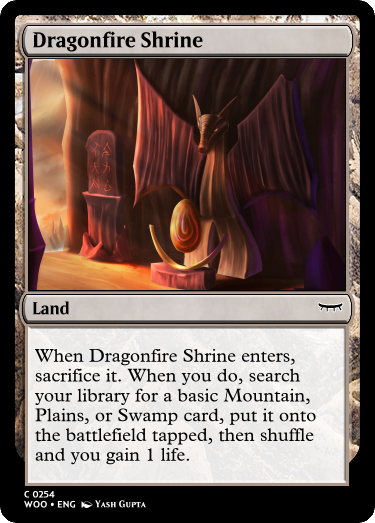 Dragonfire Shrine
Land
When Dragonfire Shrine enters,
sacrifice it. When you do, search
your library for a basic Mountain,
Plains, or Swamp card, put it onto
the battlefield tapped, then shuffle
and you gain 1 life.
C 0254
WOO • ENG Yash Gupta